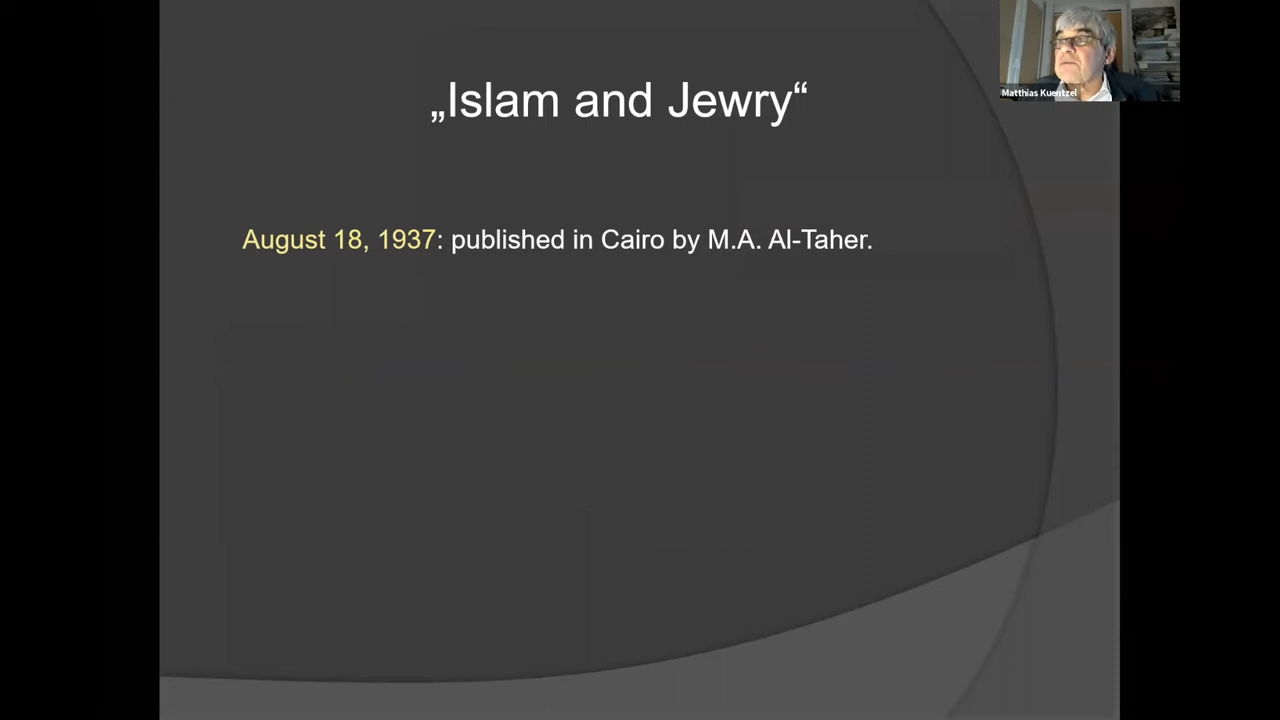 „Islam and Jewry“
August 18, 1937: published in Cairo by M.A. Al-Taher.
Matthias Kuentzel